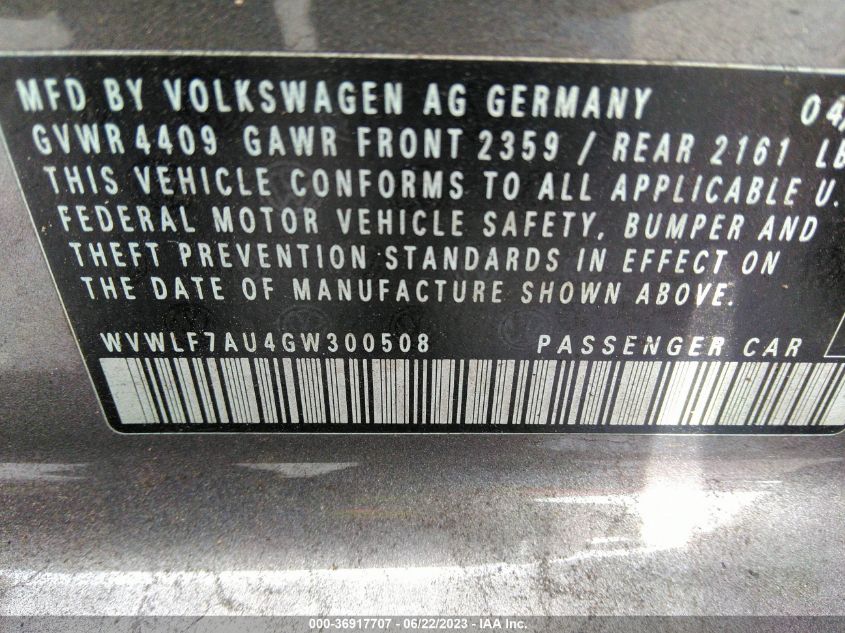 MFD BY VOLKSWAGEN AG GERMANY 04/
GVWR 4409 GAWR FRONT 2359 / REAR 2161 LB
THIS VEHICLE CONFORMS TO ALL APPLICABLE U.
FEDERAL MOTOR VEHICLE SAFETY, BUMPER AND
THEFT PREVENTION STANDARDS IN EFFECT ON
THE DATE OF MANUFACTURE SHOWN ABOVE.
WVWLF7AU4GW300508 PASSENGER CAR
000-36917707 - 06/22/2023 - IAA Inc.